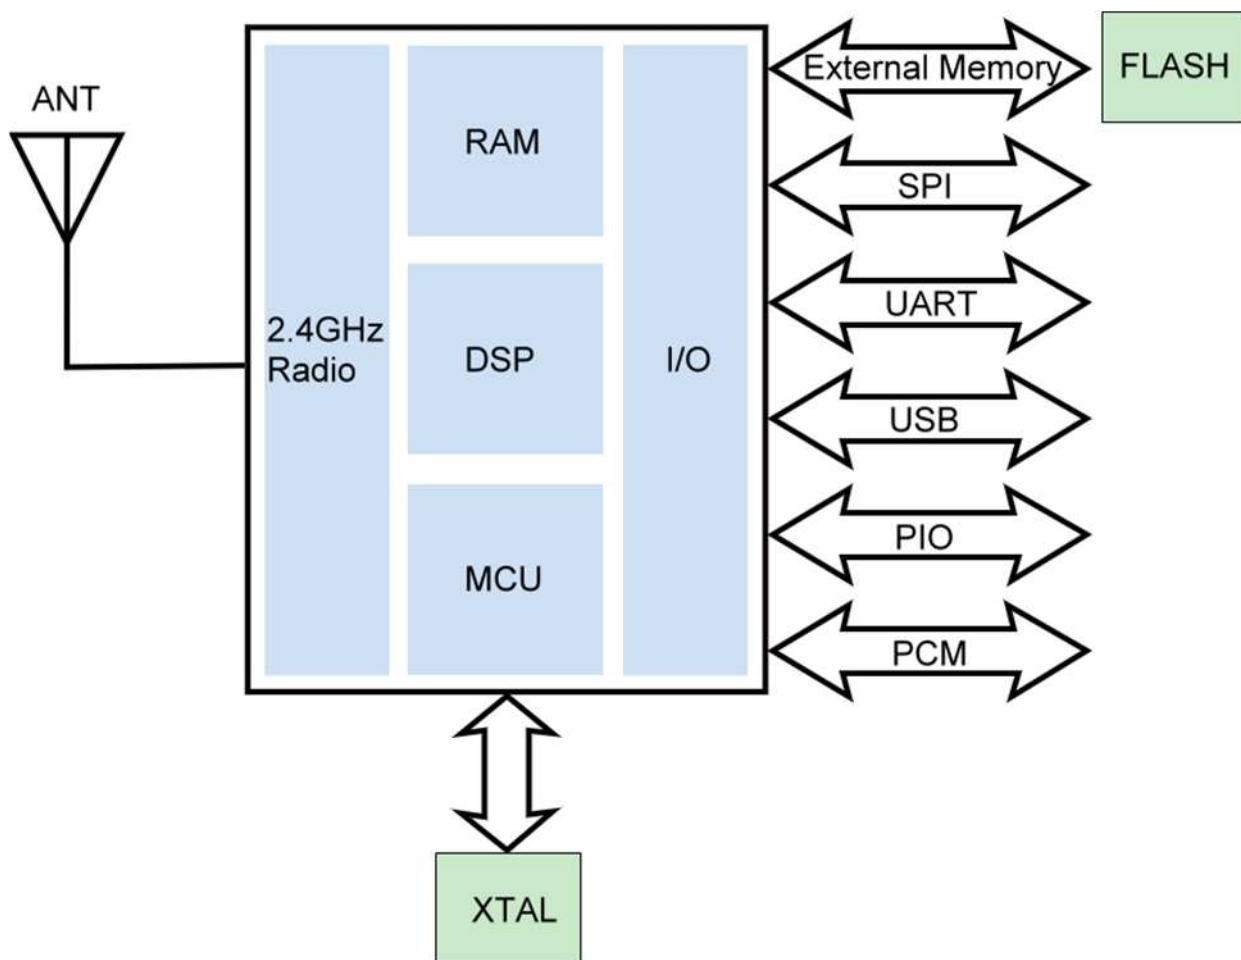 ANT
2.4GHz
Radio
RAM
DSP
MCU
I/O
External Memory
FLASH
SPI
UART
USB
PIO
PCM
XTAL